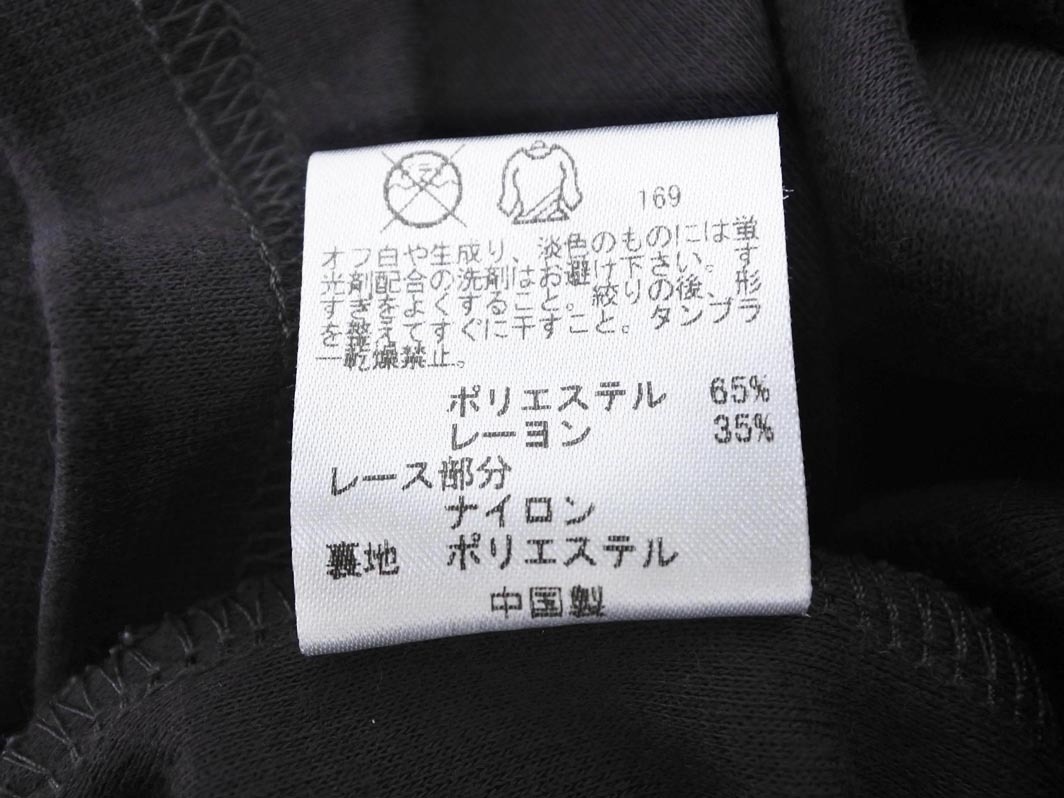 169
オフ白や生成り、淡色のものには蛍
光剤配合の洗剤はお避け下さい。す
すぎをよくすること。絞りの後、形
を整えてすぐに干すこと。タンブラ
ー乾燥禁止。
ポリエステル 65%
レーヨン 35%
レース部分
ナイロン
裏地 ポリエステル
中国製